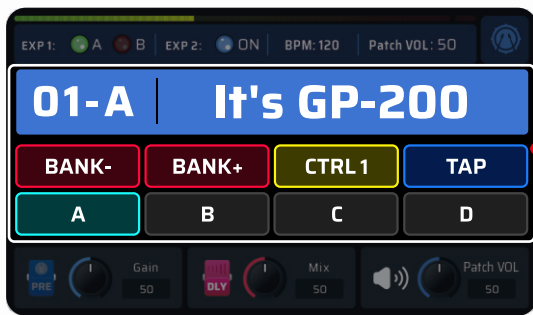 EXP 1: A B EXP 2: ON BPM: 120 Patch VOL: 50
01-A It's GP-200
BANK- BANK+ CTRL 1 TAP
A B C D
PRE Gain 50 DLY Mix 50 Patch VOL 50